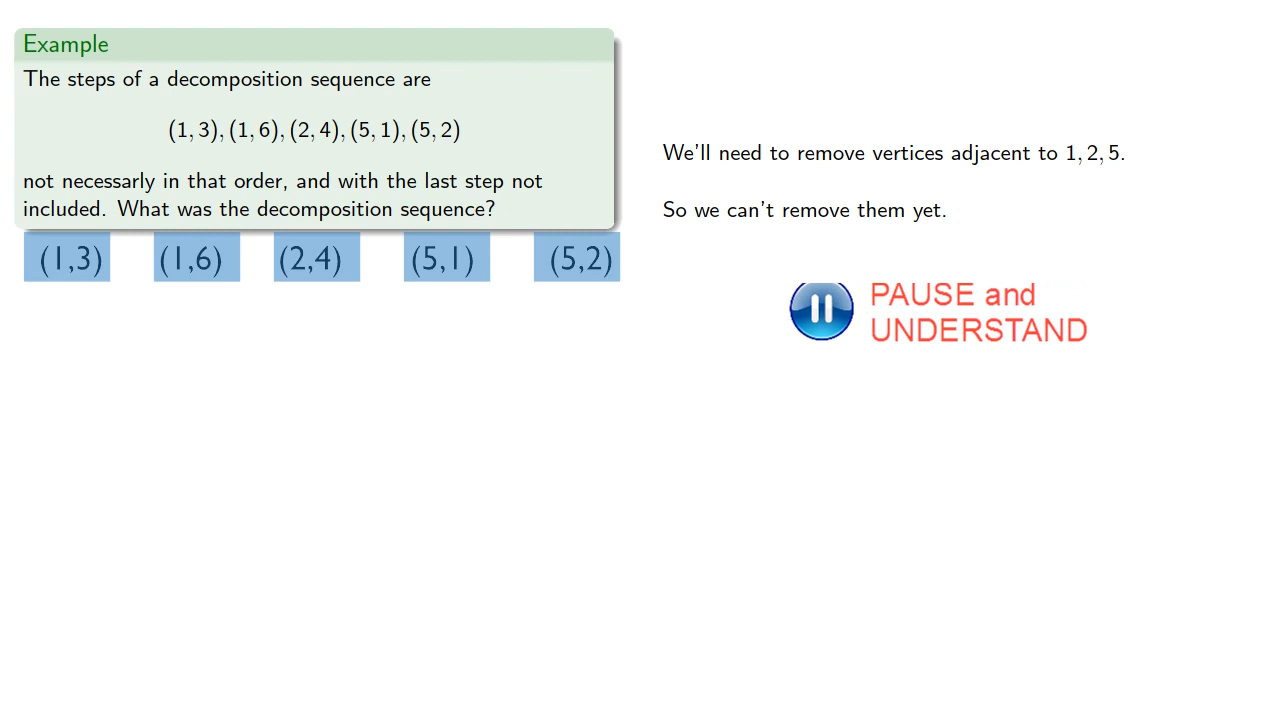 Example
The steps of a decomposition sequence are
(1, 3), (1, 6), (2, 4), (5, 1), (5, 2)
not necessarly in that order, and with the last step not
included. What was the decomposition sequence?
(1,3) (1,6) (2,4) (5,1) (5,2)
We'll need to remove vertices adjacent to 1, 2, 5.
So we can't remove them yet.
PAUSE and
UNDERSTAND